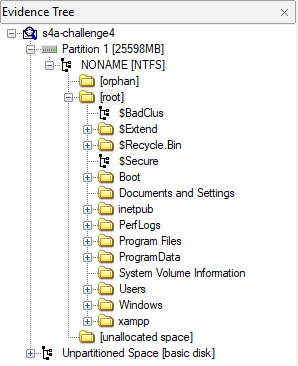 Evidence Tree
s4a-challenge4
Partition 1 [25598MB]
NONAME [NTFS]
[orphan]
[root]
$BadClus
$Extend
$Recycle.Bin
$Secure
Boot
Documents and Settings
inetpub
PerfLogs
Program Files
ProgramData
System Volume Information
Users
Windows
xampp
[unallocated space]
Unpartitioned Space [basic disk]